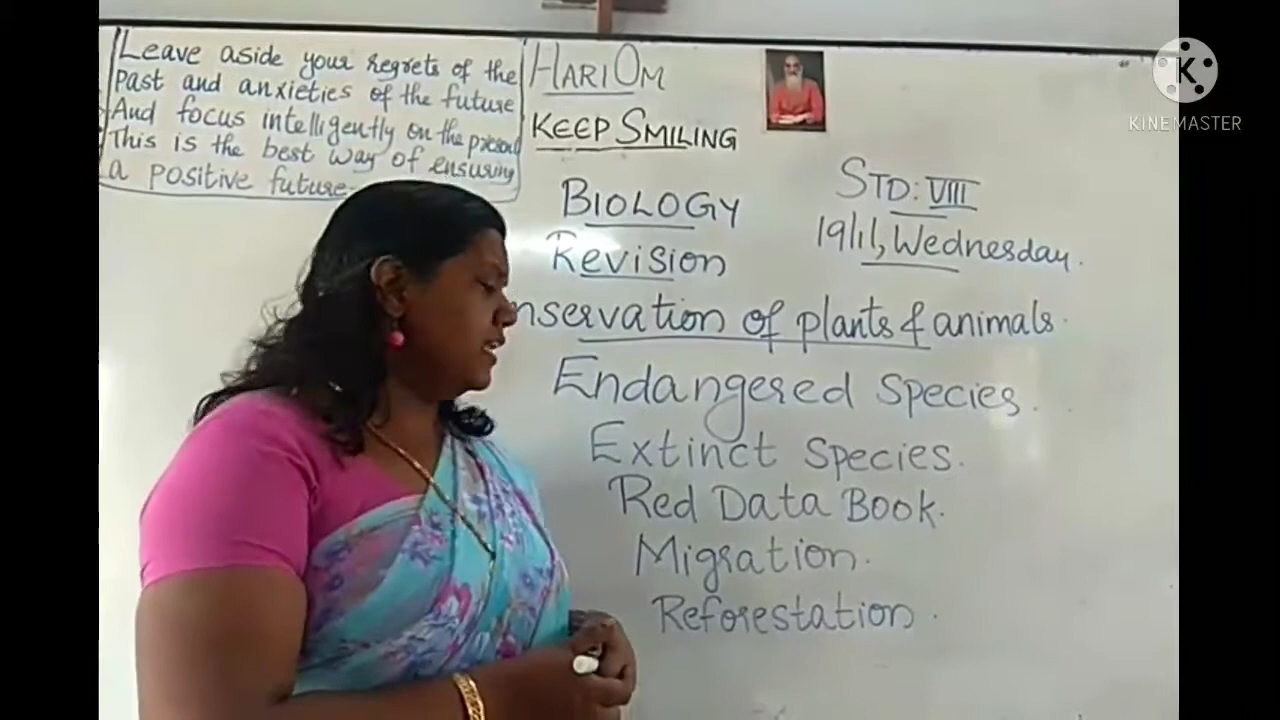 Leave aside your regrets of the
Past and anxieties of the future
And focus intelligently on the present
This is the best way of ensuring
a positive future.
HARI OM
KEEP SMILING
BIOLOGY
Revision
STD: VIII
19/11, Wednesday.
nservation of plants & animals.
Endangered Species.
Extinct Species.
Red Data Book.
Migration.
Reforestation.
K
KINEMASTER